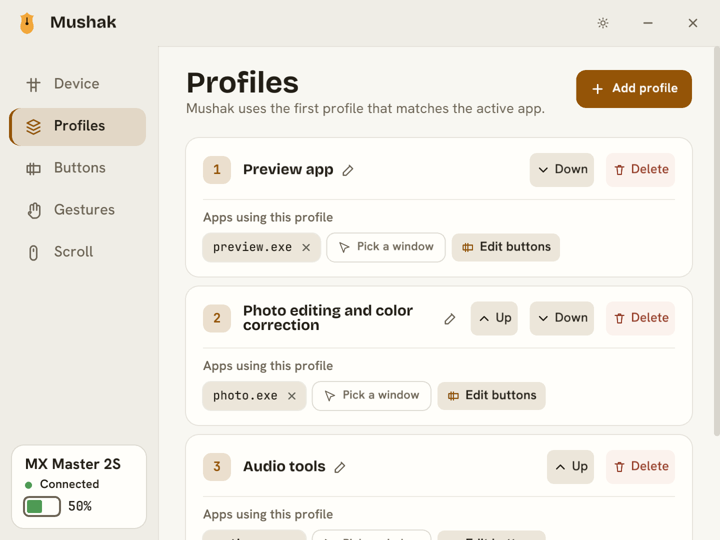 Mushak
Device
Profiles
Buttons
Gestures
Scroll
MX Master 2S
Connected
50%
Profiles
Mushak uses the first profile that matches the active app.
Add profile
1 Preview app Down Delete
Apps using this profile
preview.exe Pick a window Edit buttons
2 Photo editing and color
correction Up Down Delete
Apps using this profile
photo.exe Pick a window Edit buttons
3 Audio tools Up Delete
Apps using this profile